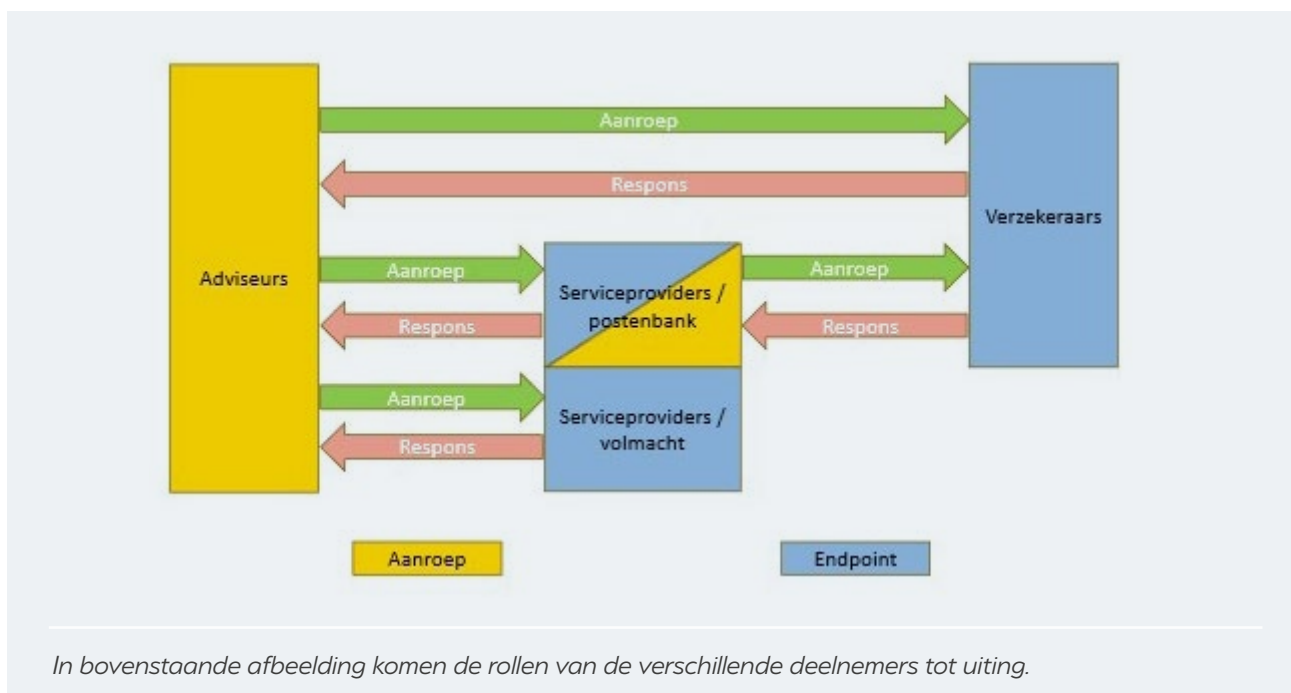 Aanroep
Respons
Verzekeraars
Adviseurs
Aanroep
Serviceproviders /
postenbank
Aanroep
Respons
Respons
Aanroep
Serviceproviders /
volmacht
Respons
Aanroep
Endpoint
In bovenstaande afbeelding komen de rollen van de verschillende deelnemers tot uiting.